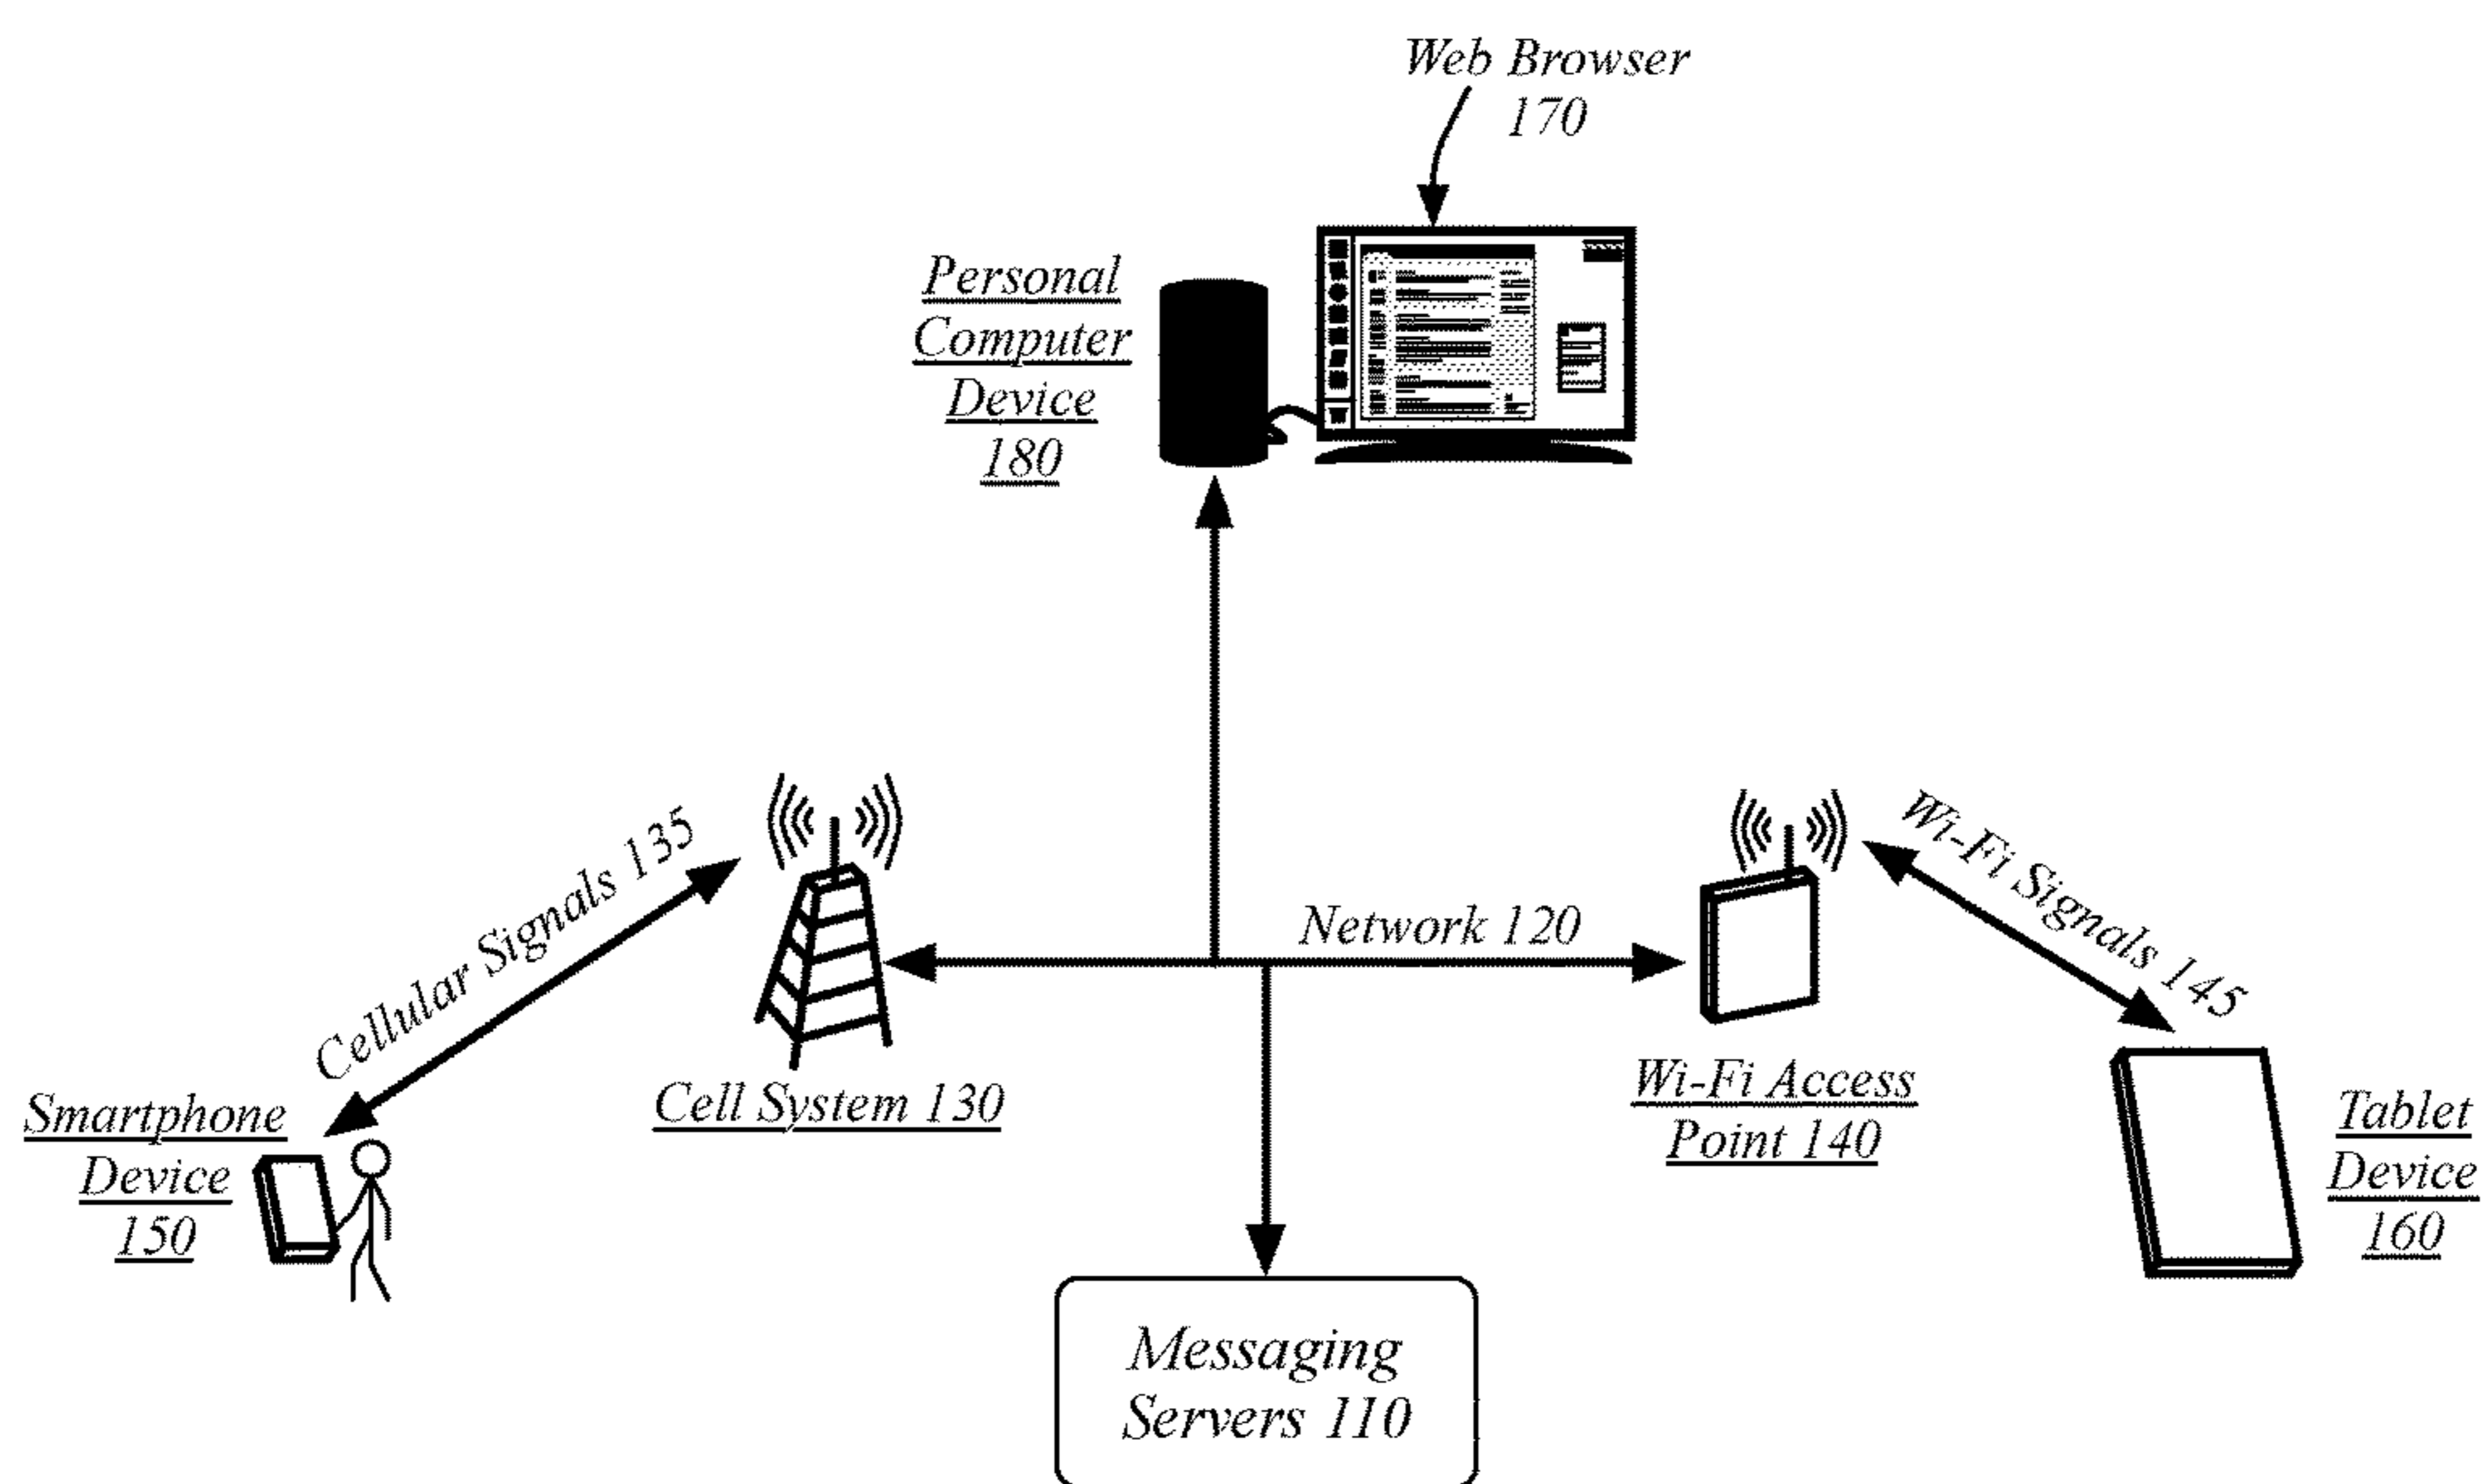 Web Browser
170
Personal
Computer
Device
180
Cellular Signals 135
Network 120
Wi-Fi Signals 145
Cell System 130
Wi-Fi Access
Point 140
Smartphone
Device
150
Tablet
Device
160
Messaging
Servers 110